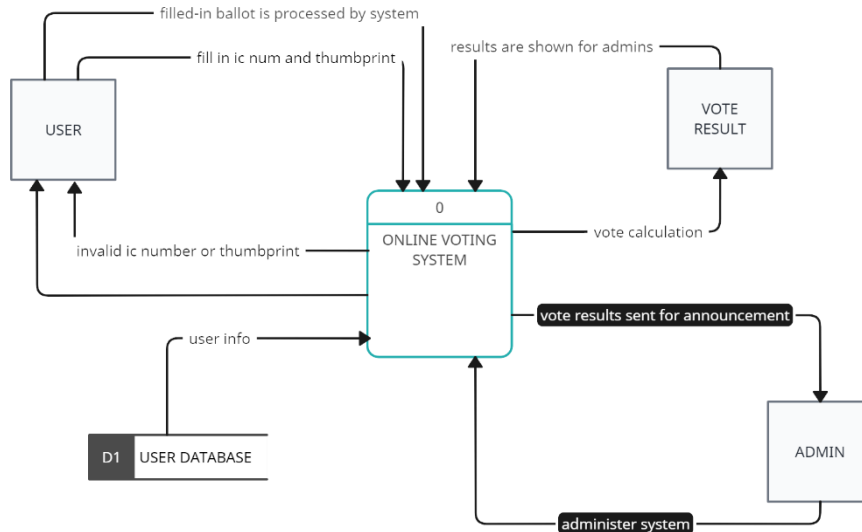 filled-in ballot is processed by system
fill in ic num and thumbprint
results are shown for admins
USER
VOTE
RESULT
0
ONLINE VOTING
SYSTEM
vote calculation
invalid ic number or thumbprint
vote results sent for announcement
user info
D1
USER DATABASE
ADMIN
administer system